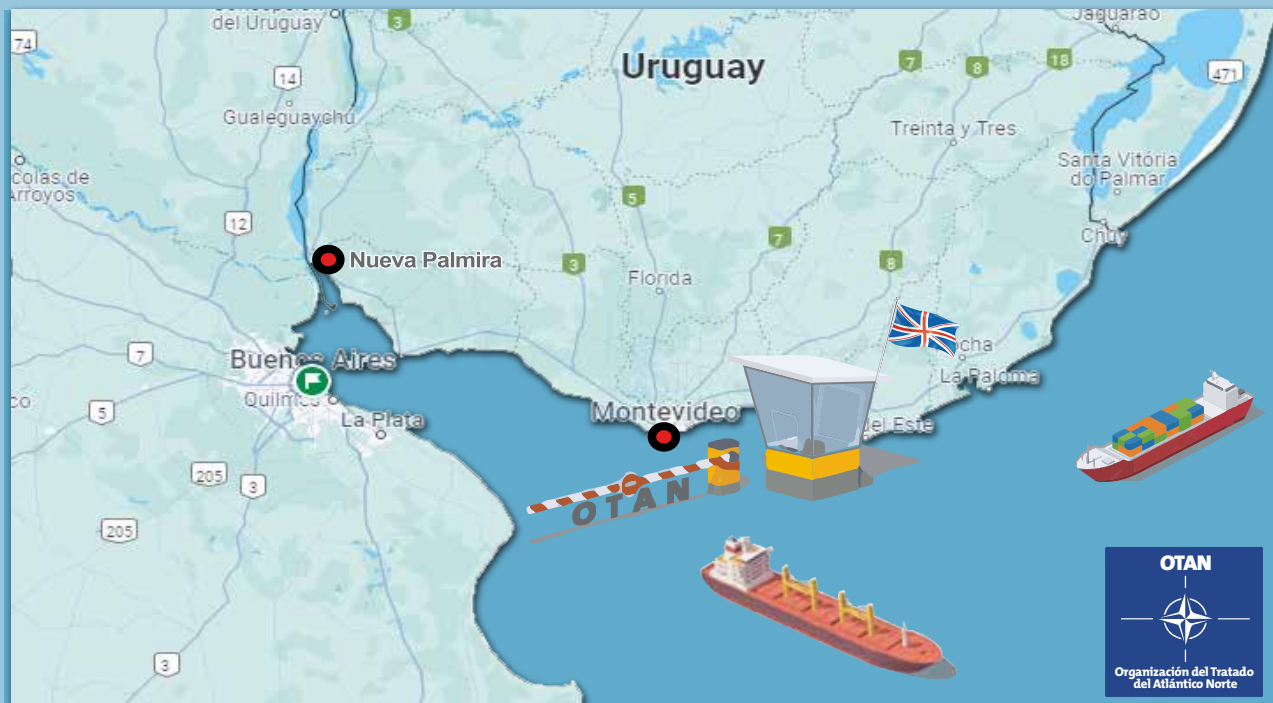 Concepción
del Uruguay
3
Jaguarão
74
Uruguay
7
8
18
471
14
Gualeguaychú
Treinta y Tres
Santa Vitória
do Palmar
colas de
Arroyos
5
12
7
Chuy
Nueva Palmira
3
Florida
8
ocha
7
Buenos Aires
La Paloma
Quilmes
5
La Plata
Montevideo
del Este
co
205
3
OTAN
205
OTAN
3
Organización del Tratado
del Atlántico Norte